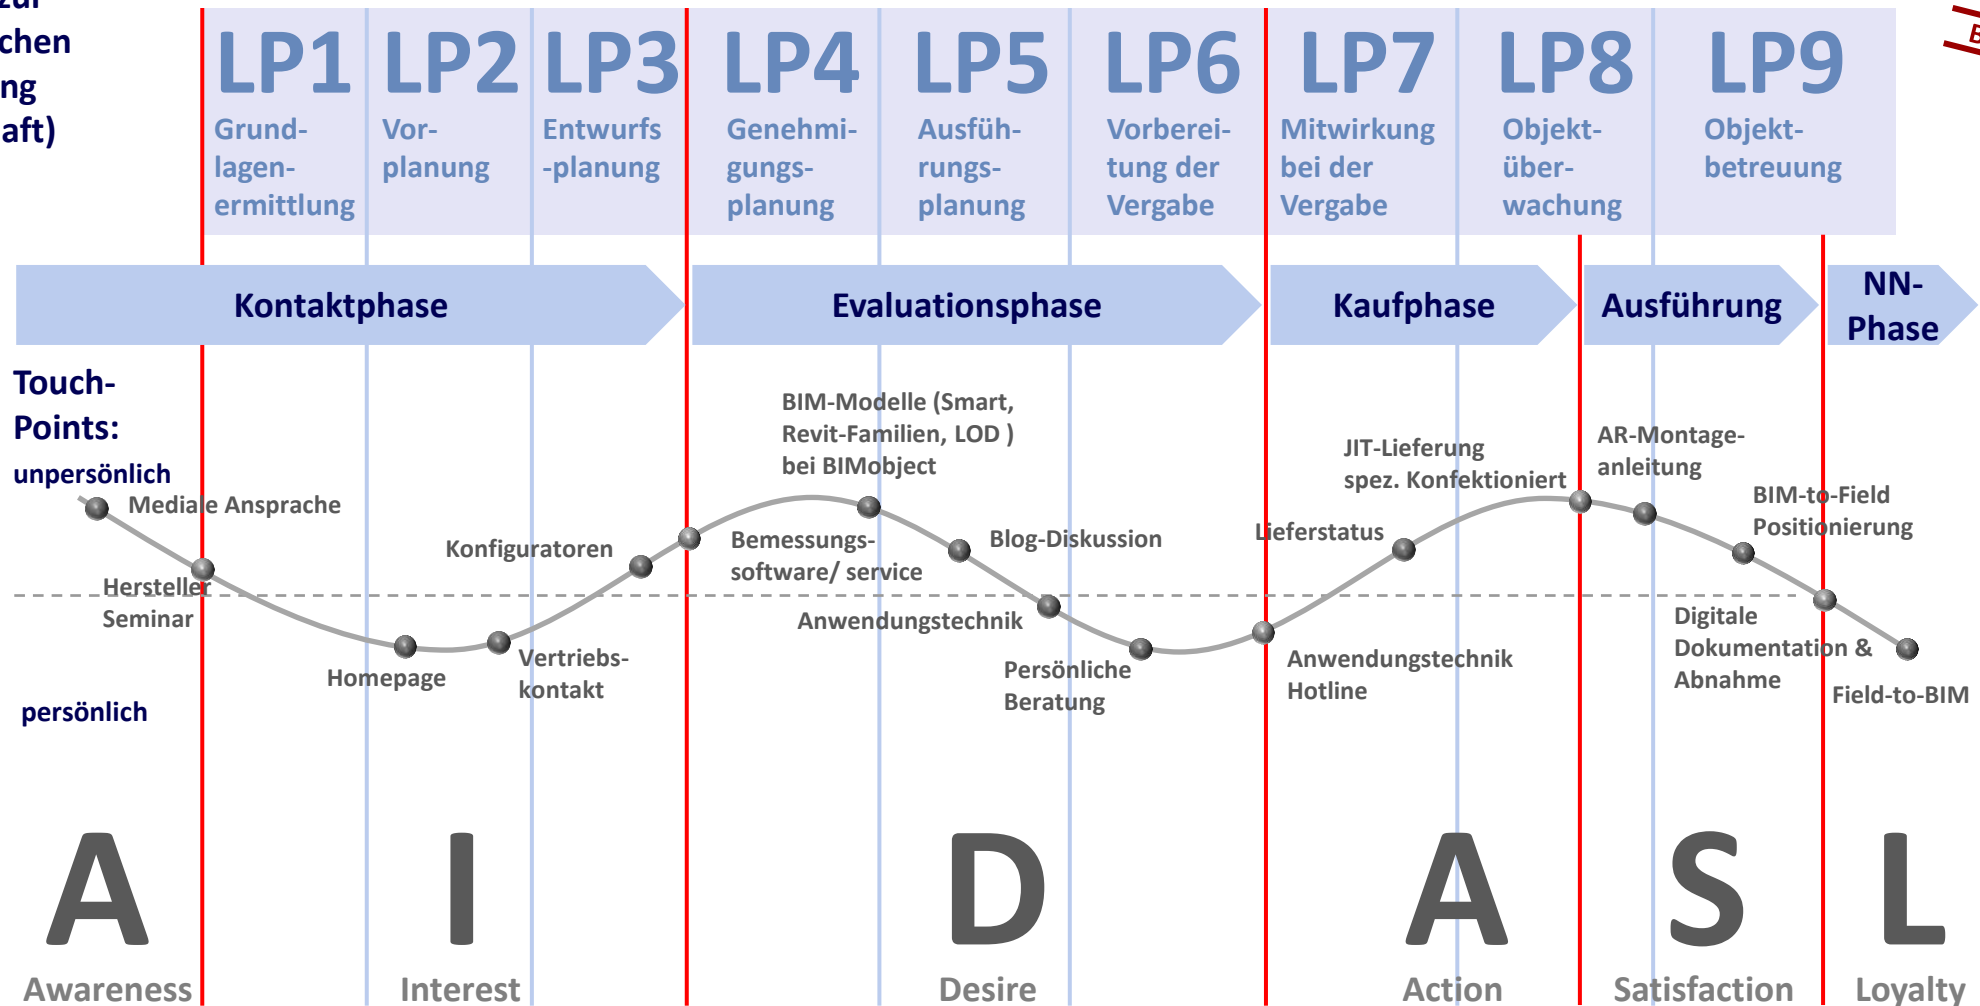 zur
chen
ng
aft)
LP1
LP2
LP3
LP4
LP5
LP6
LP7
LP8
LP9
Grund-
lagen-
ermittlung
Vor-
planung
Entwurfs
-planung
Genehmi-
gungs-
planung
Ausfüh-
rungs-
planung
Vorberei-
tung der
Vergabe
Mitwirkung
bei der
Vergabe
Objekt-
über-
wachung
Objekt-
betreuung
Kontaktphase
Evaluationsphase
Kaufphase
Ausführung
NN-
Phase
Touch-
Points:
unpersönlich
persönlich
Mediale Ansprache
Hersteller
Seminar
Homepage
Vertriebs-
kontakt
Konfiguratoren
Bemessungs-
software/ service
BIM-Modelle (Smart,
Revit-Familien, LOD )
bei BIMobject
Blog-Diskussion
Anwendungstechnik
Persönliche
Beratung
Anwendungstechnik
Hotline
Lieferstatus
JIT-Lieferung
spez. Konfektioniert
AR-Montage-
anleitung
BIM-to-Field
Positionierung
Digitale
Dokumentation &
Abnahme
Field-to-BIM
A
I
D
A
S
L
Awareness
Interest
Desire
Action
Satisfaction
Loyalty